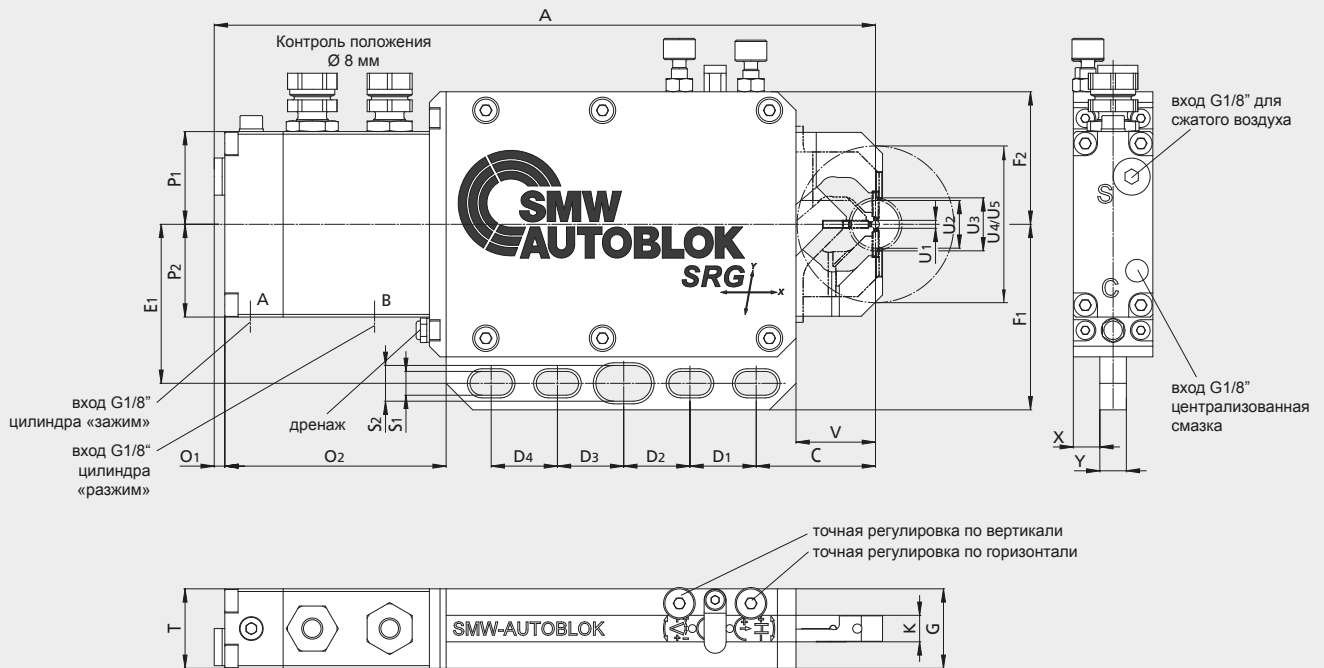 A
Контроль положения
Ø 8 мм
P1
P2
E1
A
B
S2
S1
SMW
AUTOBLOK
SRG
Y
X
F2
F1
U1
U2
U3
U4/U5
V
O1
O2
D4
D3
D2
D1
C
вход G1/8”
цилиндра «зажим»
вход G1/8“
цилиндра
«разжим»
дренаж
S
C
вход G1/8” для
сжатого воздуха
вход G1/8”
централизованная
смазка
X
Y
точная регулировка по вертикали
точная регулировка по горизонтали
T
SMW-AUTOBLOK
K
G